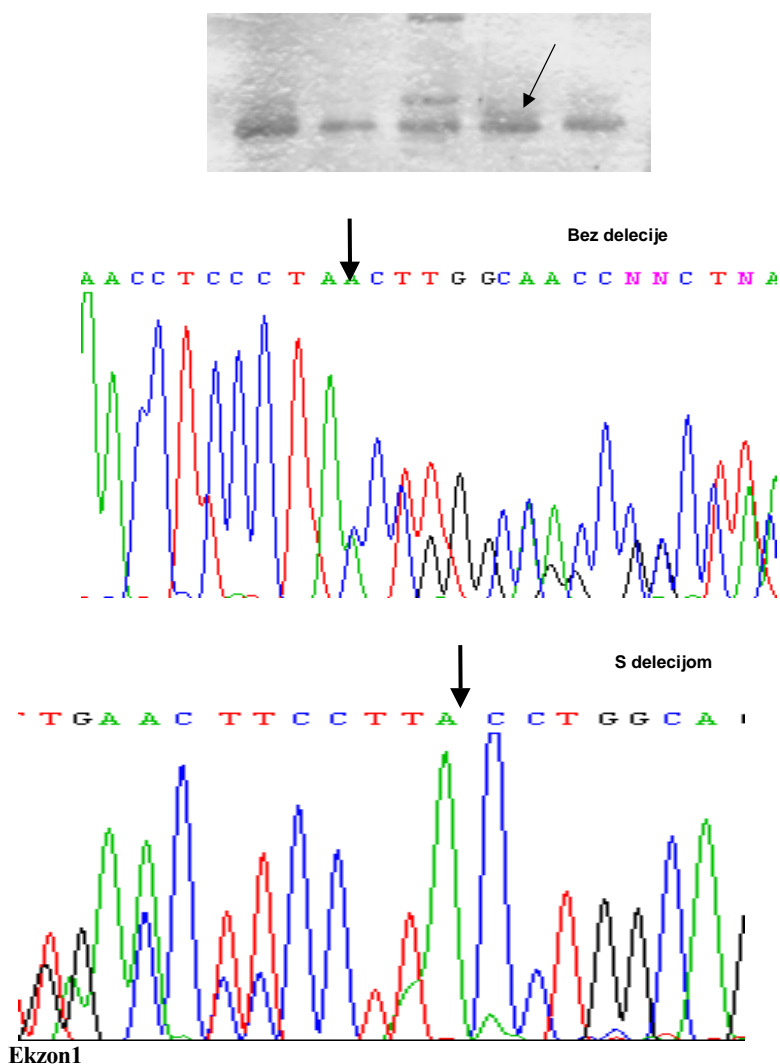 Bez delecije
A A C C T C C C T A A C T T G G C A A C C N N C T N A
S delecijom
T G A A C T T C C T T A C C T G G C A
Ekzon1